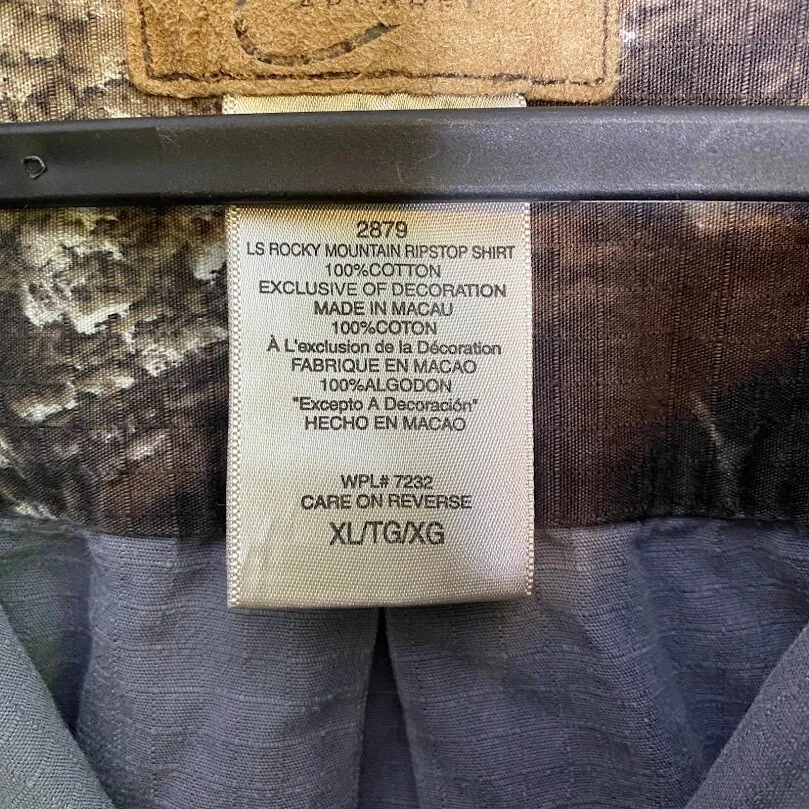 2879
LS ROCKY MOUNTAIN RIPSTOP SHIRT
100%COTTON
EXCLUSIVE OF DECORATION
MADE IN MACAU
100%COTON
À L'exclusion de la Décoration
FABRIQUE EN MACAO
100%ALGODON
"Excepto A Decoración"
HECHO EN MACAO
WPL# 7232
CARE ON REVERSE
XL/TG/XG